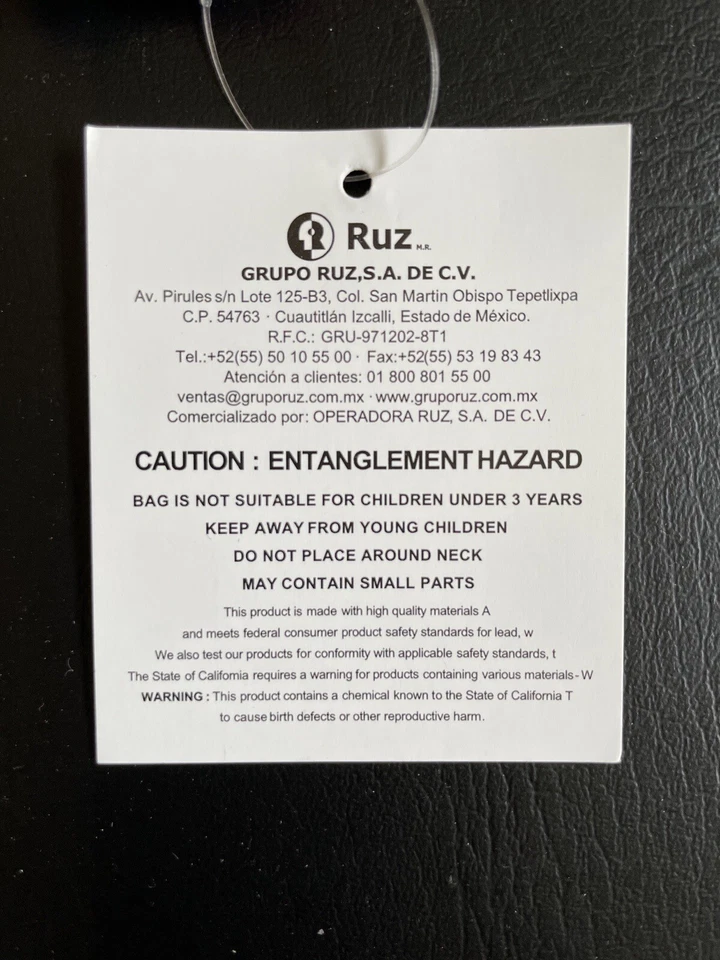 Ruz M.R.
GRUPO RUZ,S.A. DE C.V.
Av. Pirules s/n Lote 125-B3, Col. San Martin Obispo Tepetlixpa
C.P. 54763 · Cuautitlán Izcalli, Estado de México.
R.F.C.: GRU-971202-8T1
Tel.:+52(55) 50 10 55 00 · Fax:+52(55) 53 19 83 43
Atención a clientes: 01 800 801 55 00
ventas@gruporuz.com.mx · www.gruporuz.com.mx
Comercializado por: OPERADORA RUZ, S.A. DE C.V.
CAUTION : ENTANGLEMENT HAZARD
BAG IS NOT SUITABLE FOR CHILDREN UNDER 3 YEARS
KEEP AWAY FROM YOUNG CHILDREN
DO NOT PLACE AROUND NECK
MAY CONTAIN SMALL PARTS
This product is made with high quality materials A
and meets federal consumer product safety standards for lead, w
We also test our products for conformity with applicable safety standards, t
The State of California requires a warning for products containing various materials - W
WARNING : This product contains a chemical known to the State of California T
to cause birth defects or other reproductive harm.